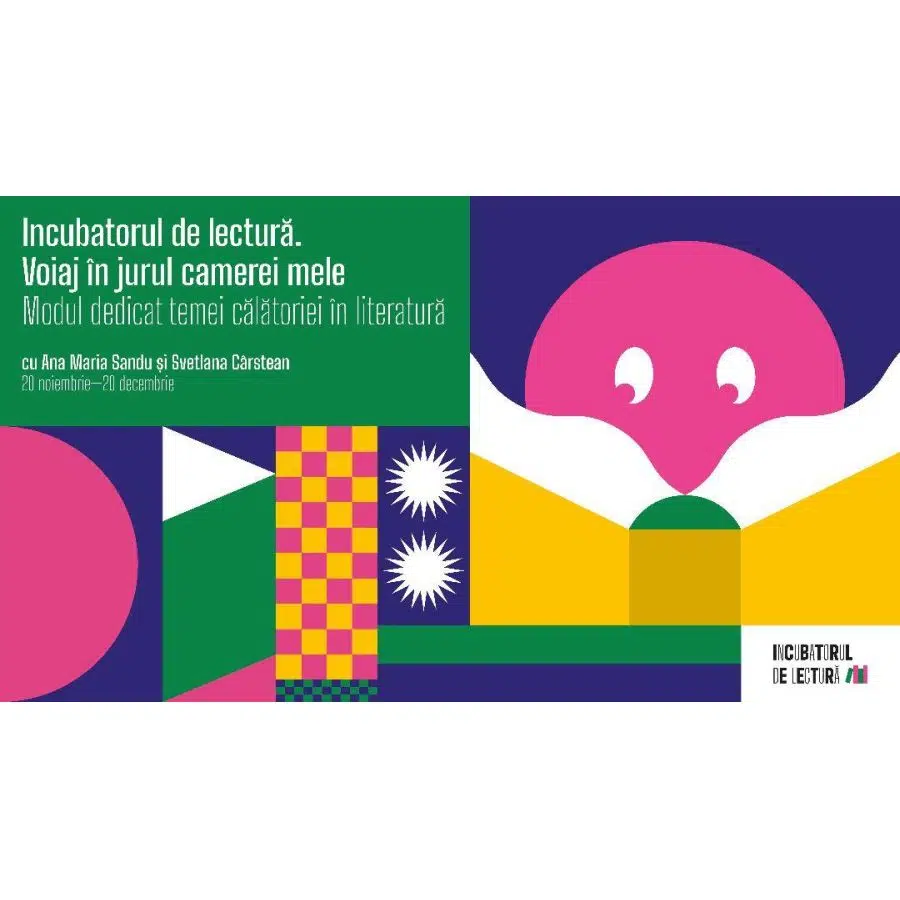 Incubatorul de lectură.
Voiaj în jurul camerei mele
Modul dedicat temei călătoriei în literatură
cu Ana Maria Sandu și Svetlana Cârstean
20 noiembrie—20 decembrie
INCUBATORUL
DE LECTURĂ